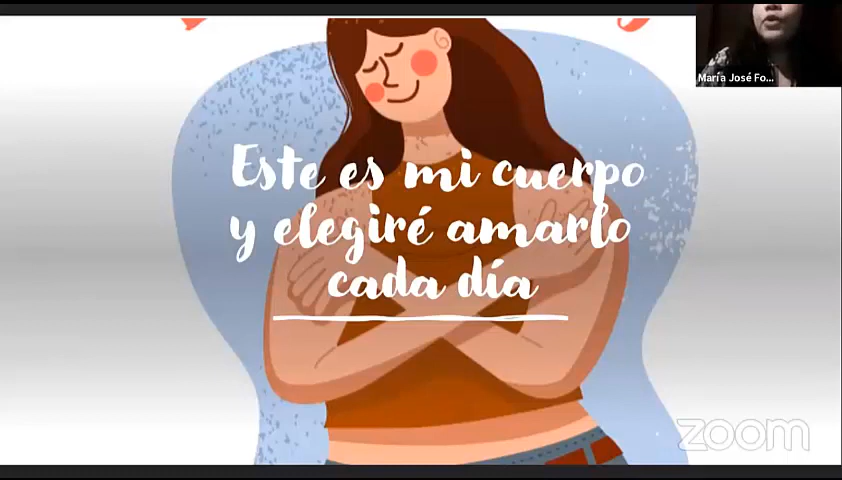 María José Fo...
Este es mi cuerpo
y elegiré amarlo
cada día
zoom